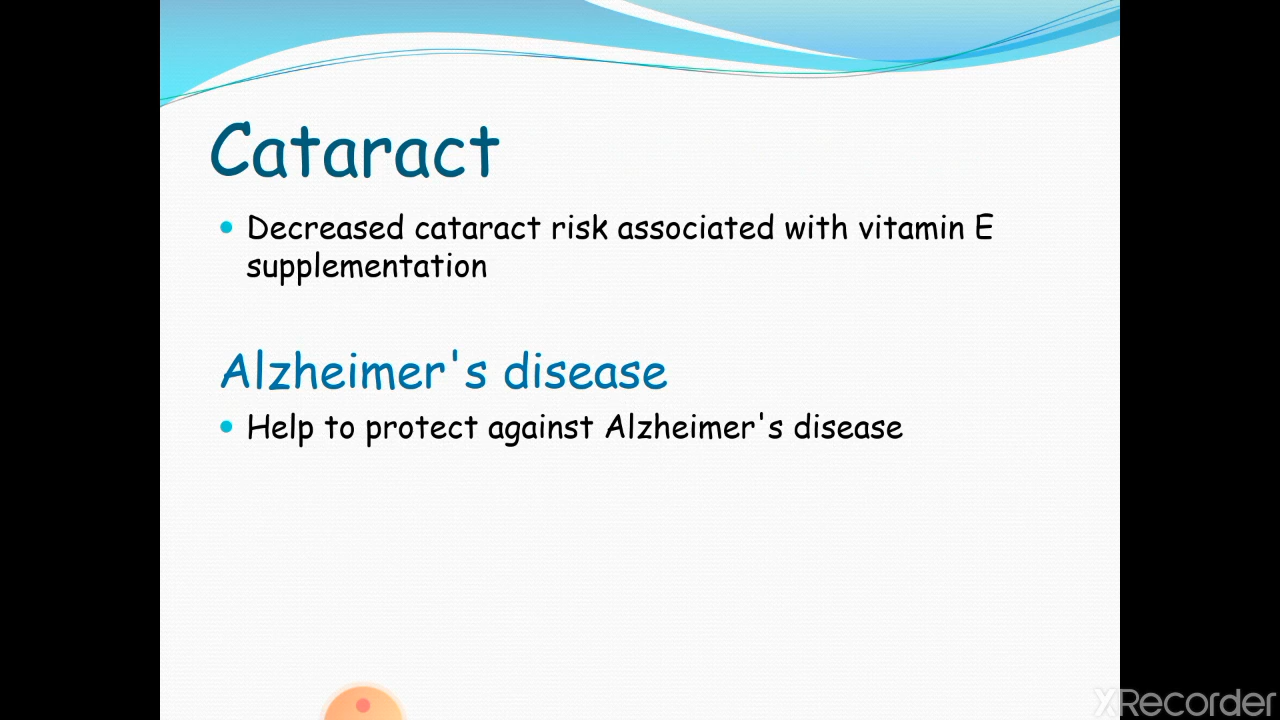 Cataract
• Decreased cataract risk associated with vitamin E
supplementation
Alzheimer's disease
• Help to protect against Alzheimer's disease
XRecorder